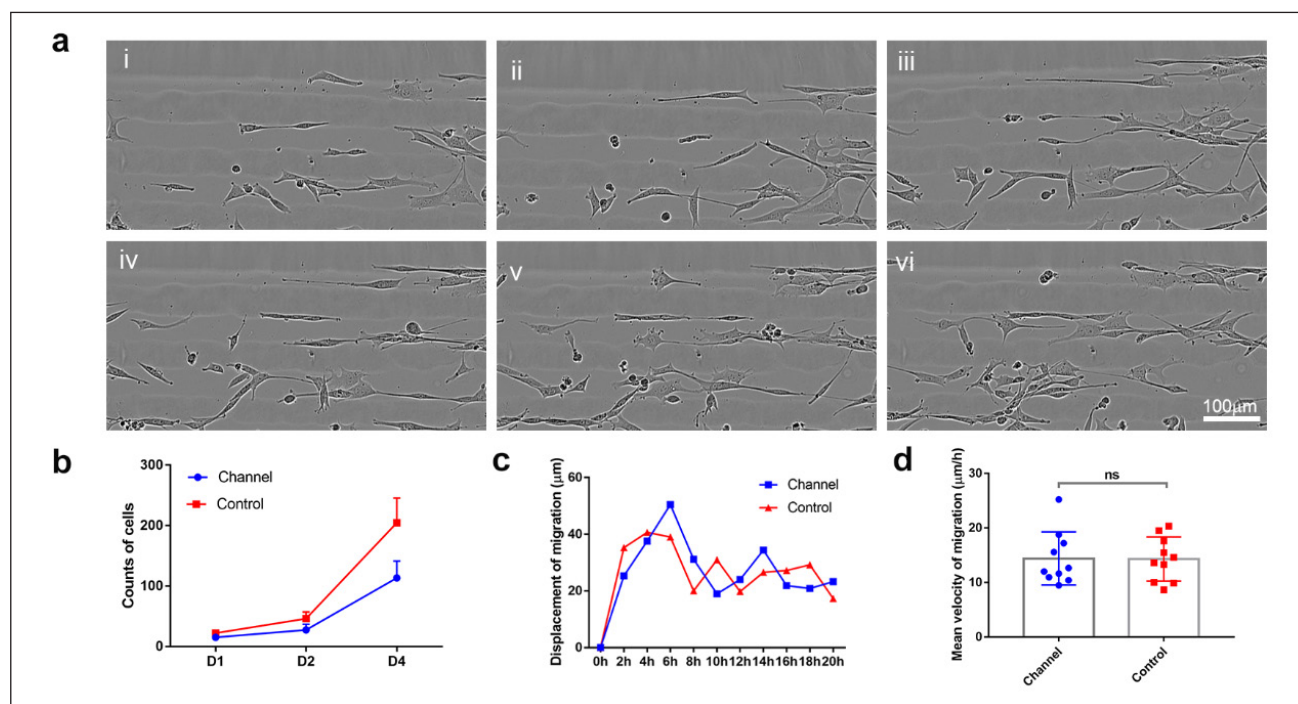 a
i
ii
iii
iv
v
vi
100μm
b
300
200
100
0
Counts of cells
Channel
Control
D1
D2
D4
c
60
40
20
0
Displacement of migration (μm)
Channel
Control
0h 2h 4h 6h 8h 10h 12h 14h 16h 18h 20h
d
30
20
10
0
Mean velocity of migration (μm/h)
ns
Channel
Control